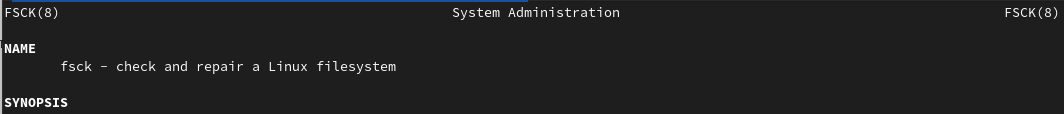 FSCK(8) System Administration FSCK(8)
NAME
fsck - check and repair a Linux filesystem
SYNOPSIS